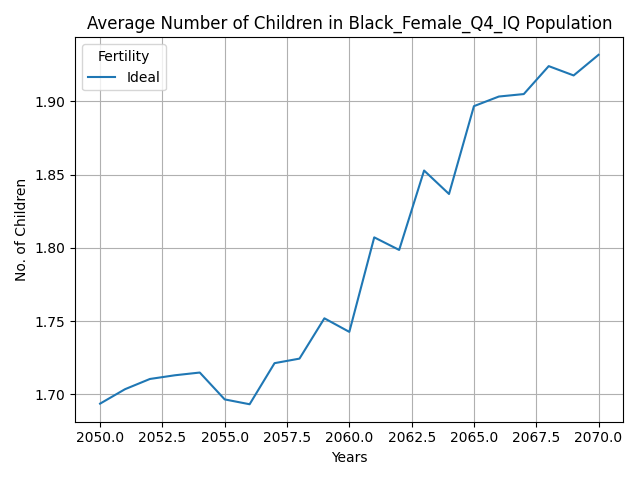 Average Number of Children in Black_Female_Q4_IQ Population
Fertility
Ideal
No. of Children
1.90
1.85
1.80
1.75
1.70
2050.0 2052.5 2055.0 2057.5 2060.0 2062.5 2065.0 2067.5 2070.0
Years